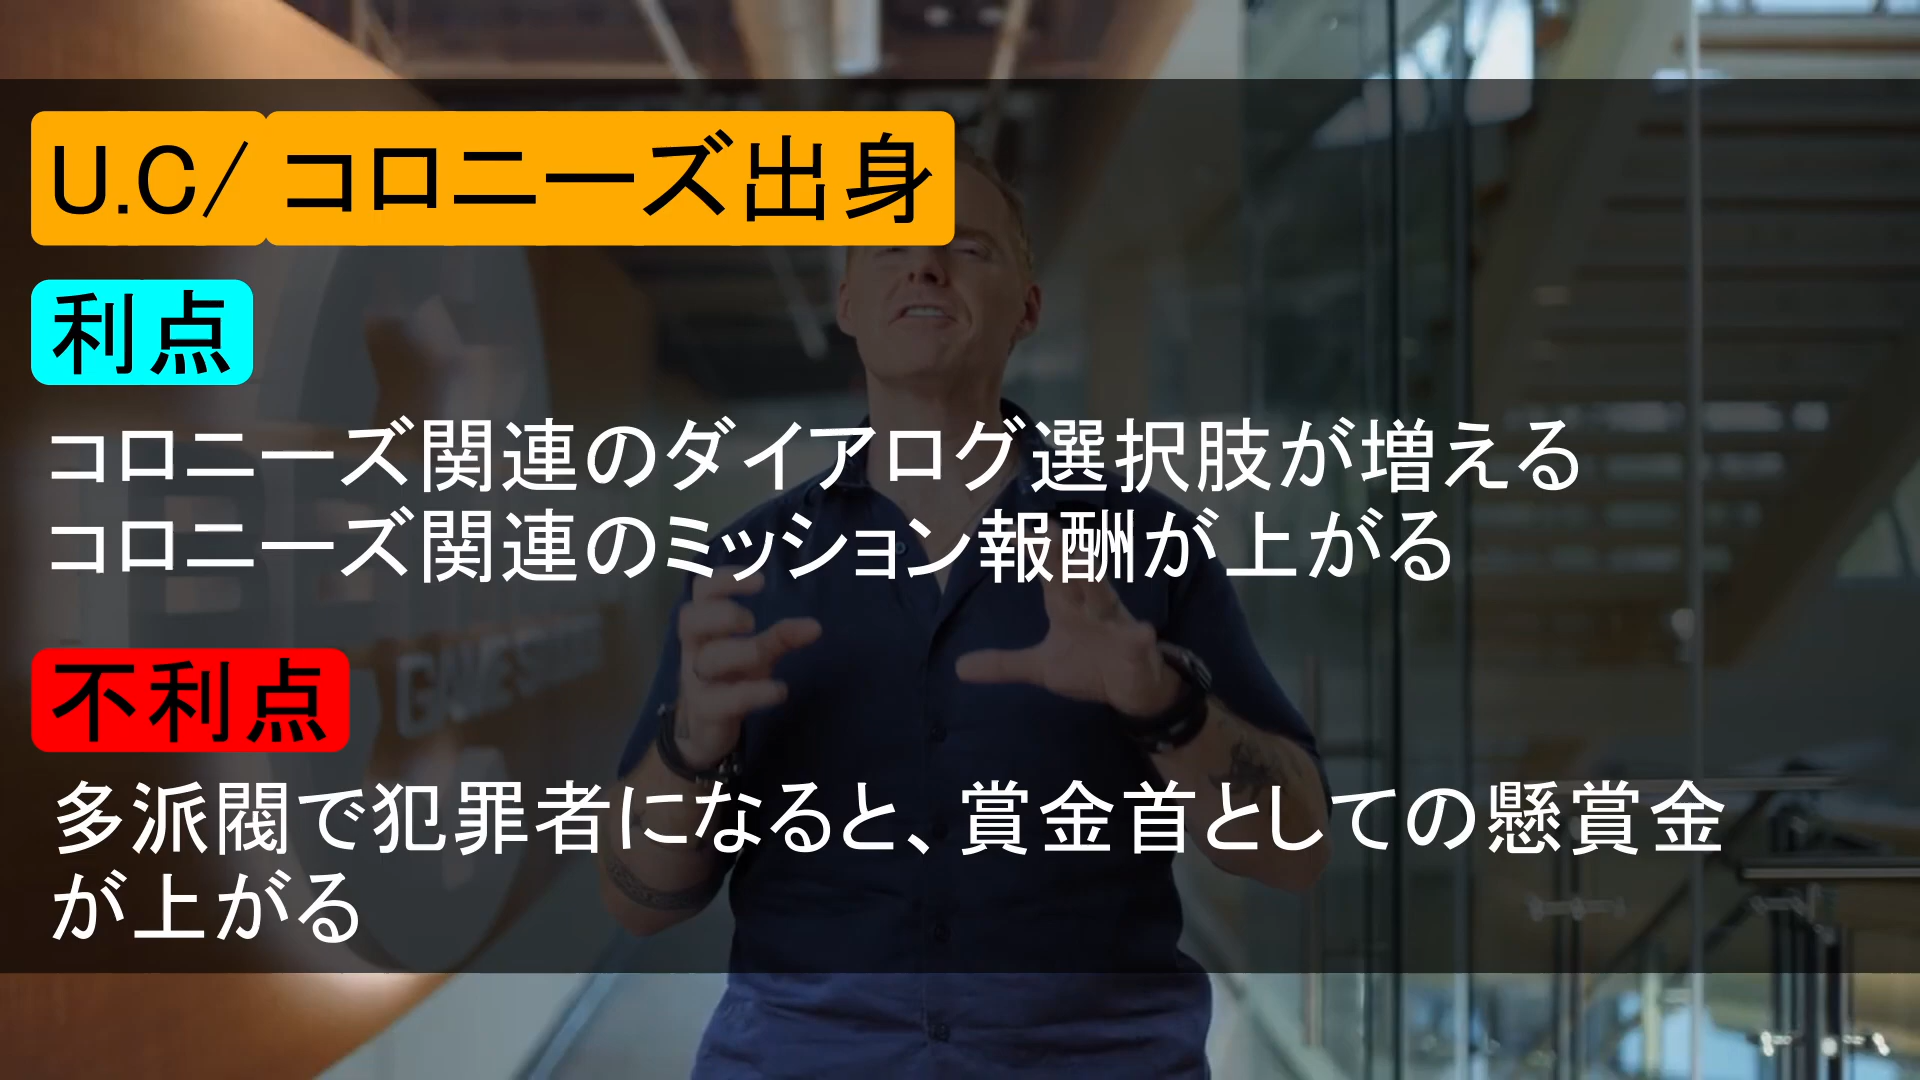 U.C/ コロニーズ出身
利点
コロニーズ関連のダイアログ選択肢が増える
コロニーズ関連のミッション報酬が上がる
不利点
多派閥で犯罪者になると、賞金首としての懸賞金
が上がる
GAME STUDIOS